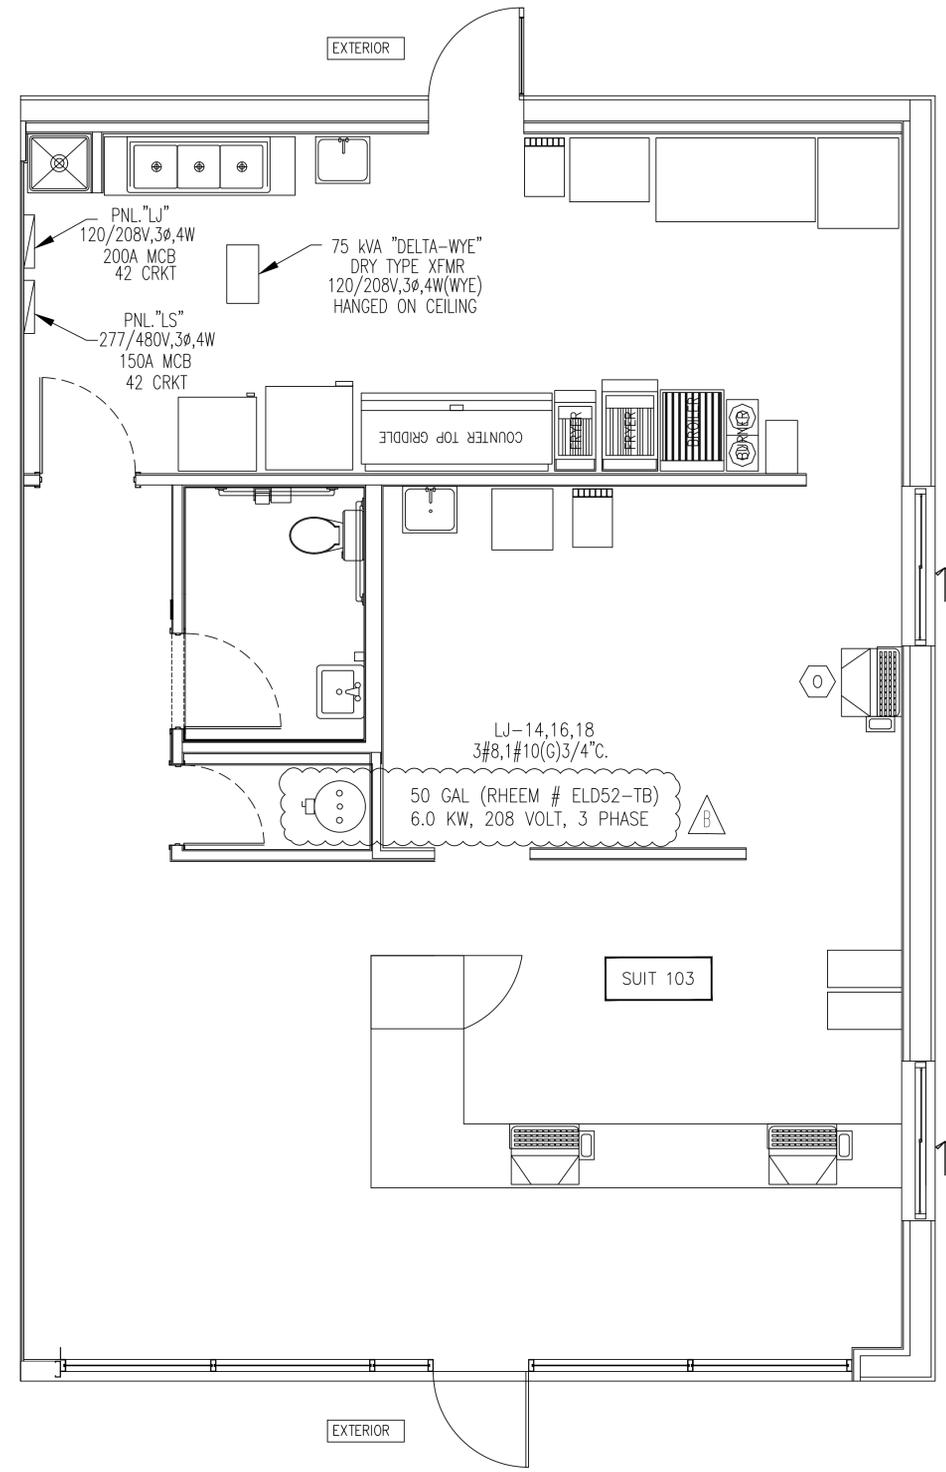 EXTERIOR
PNL."LJ"
120/208V,3ø,4W
200A MCB
42 CRKT
75 kVA "DELTA-WYE"
DRY TYPE XFMR
120/208V,3ø,4W(WYE)
HANGED ON CEILING
PNL."LS"
277/480V,3ø,4W
150A MCB
42 CRKT
COUNTER TOP GRIDDLE
FRYER
FRYER
BROILER
BURNER
LJ-14,16,18
3#8,1#10(G)3/4"C.
50 GAL (RHEEM # ELD52-TB)
6.0 KW, 208 VOLT, 3 PHASE
B
SUIT 103
EXTERIOR